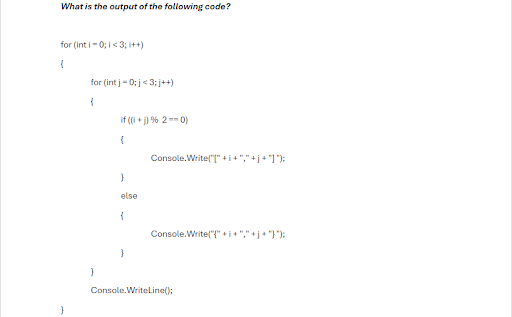 What is the output of the following code?
for (int i = 0; i < 3; i++)
{
for (int j = 0; j < 3; j++)
{
if ((i + j) % 2 == 0)
{
Console.Write("[" + i + "," + j + "] ");
}
else
{
Console.Write("{" + i + "," + j + "} ");
}
}
Console.WriteLine();
}